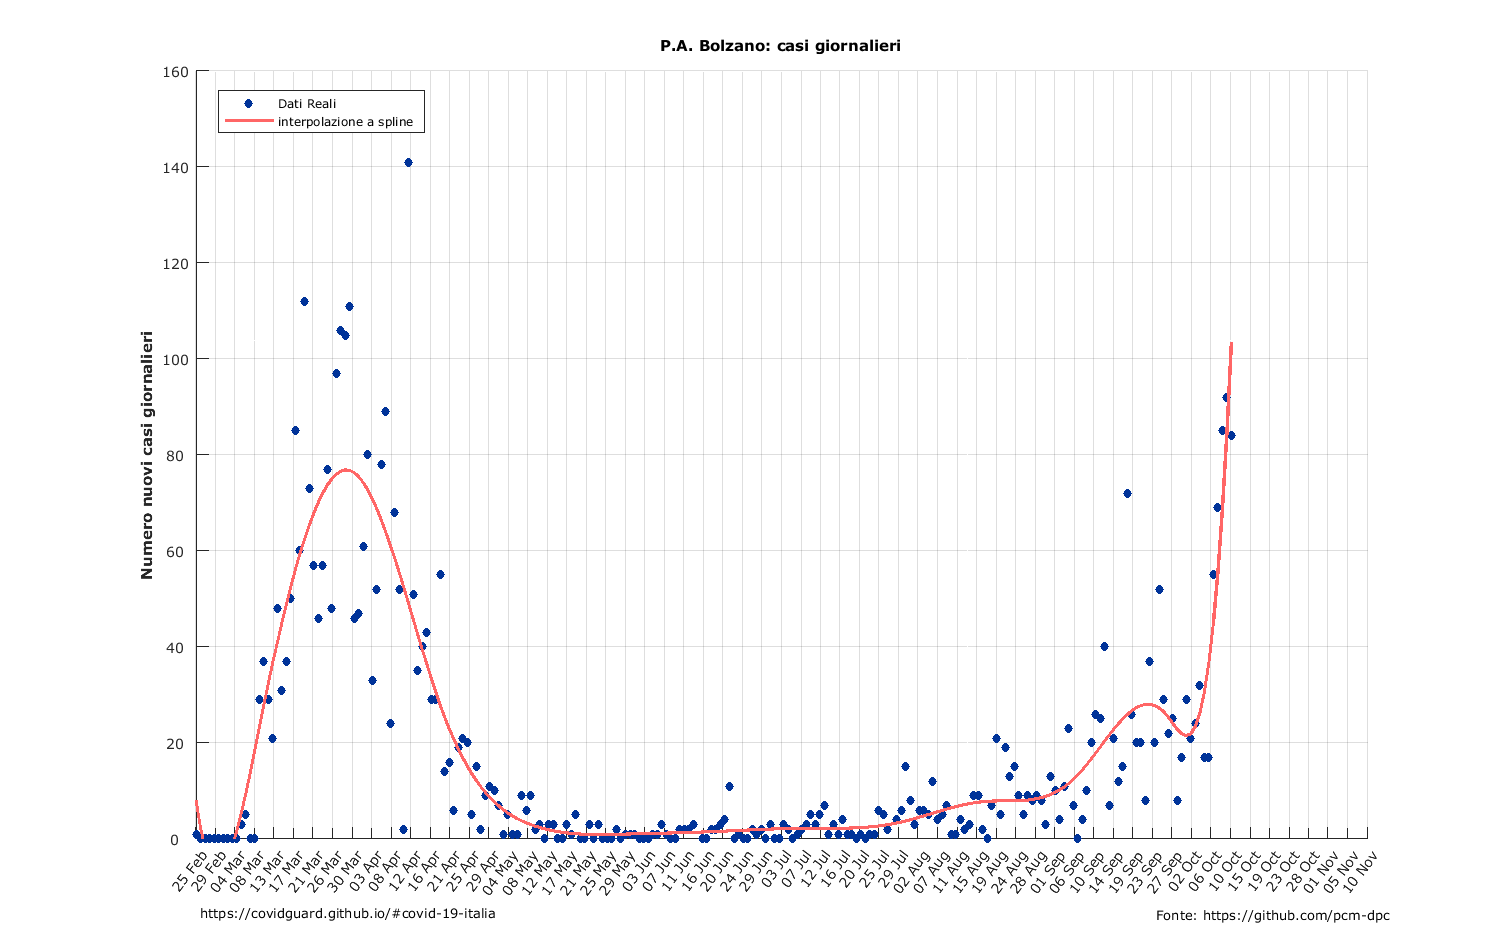 P.A. Bolzano: casi giornalieri
Dati Reali
interpolazione a spline
Numero nuovi casi giornalieri
160
140
120
100
80
60
40
20
0
25 Feb
29 Feb
04 Mar
08 Mar
13 Mar
17 Mar
21 Mar
26 Mar
30 Mar
03 Apr
08 Apr
12 Apr
16 Apr
21 Apr
25 Apr
29 Apr
04 May
08 May
12 May
17 May
21 May
25 May
29 May
03 Jun
07 Jun
11 Jun
16 Jun
20 Jun
24 Jun
29 Jun
03 Jul
07 Jul
12 Jul
16 Jul
20 Jul
25 Jul
29 Jul
02 Aug
07 Aug
11 Aug
15 Aug
19 Aug
24 Aug
28 Aug
01 Sep
06 Sep
10 Sep
14 Sep
19 Sep
23 Sep
27 Sep
02 Oct
06 Oct
10 Oct
15 Oct
19 Oct
23 Oct
28 Oct
01 Nov
05 Nov
10 Nov
https://covidguard.github.io/#covid-19-italia
Fonte: https://github.com/pcm-dpc